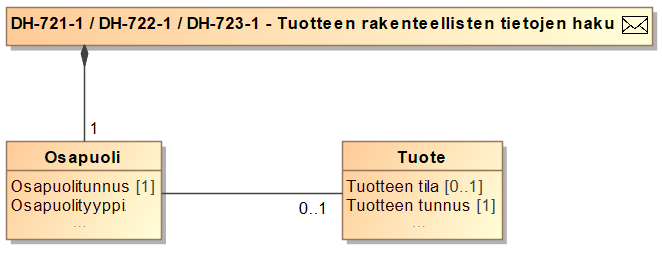 DH-721-1 / DH-722-1 / DH-723-1 - Tuotteen rakenteellisten tietojen haku
1
Osapuoli
Osapuolitunnus [1]
Osapuolityyppi
...
0..1
Tuote
Tuotteen tila [0..1]
Tuotteen tunnus [1]
...